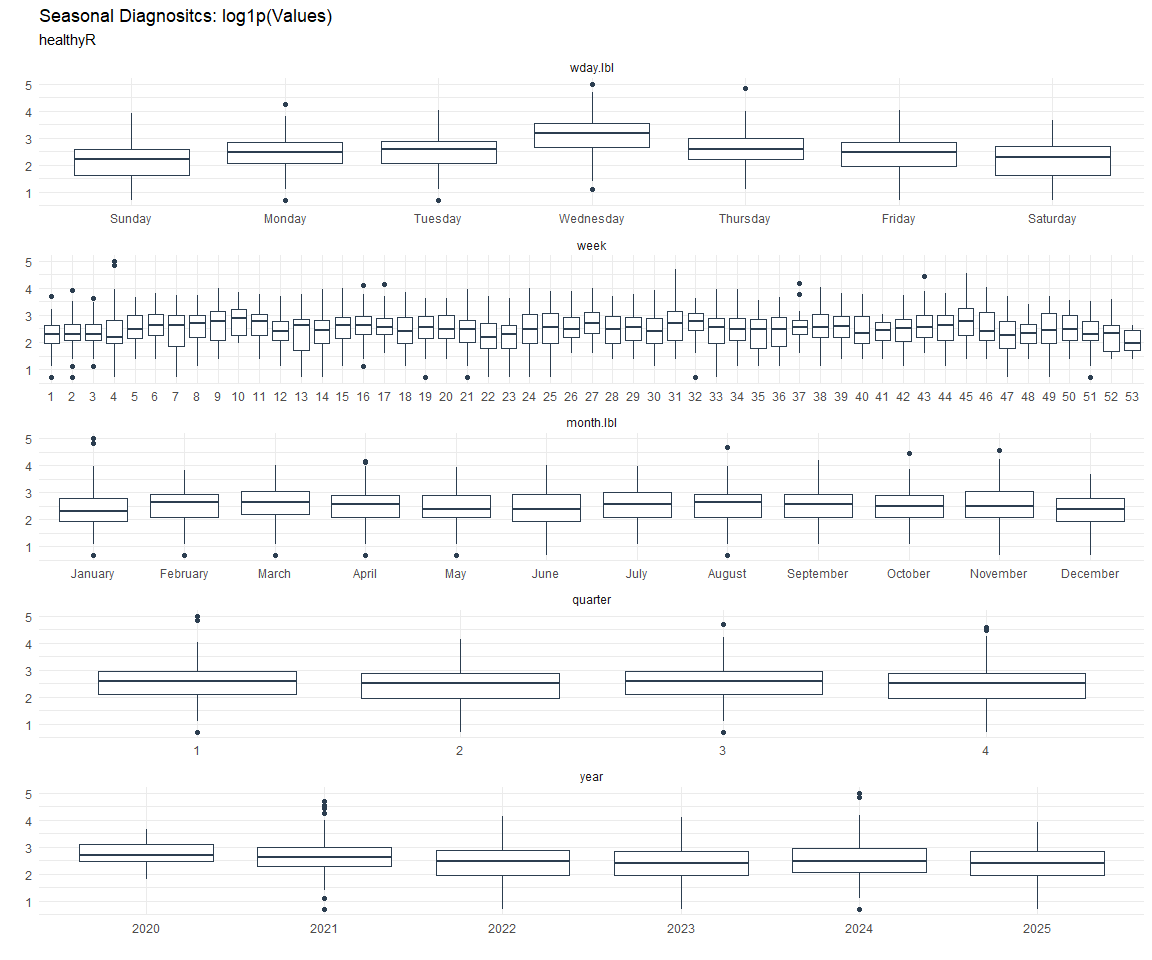 Seasonal Diagnositcs: log1p(Values)
healthyR
wday.lbl
5
4
3
2
1
Sunday Monday Tuesday Wednesday Thursday Friday Saturday
week
5
4
3
2
1
1 2 3 4 5 6 7 8 9 10 11 12 13 14 15 16 17 18 19 20 21 22 23 24 25 26 27 28 29 30 31 32 33 34 35 36 37 38 39 40 41 42 43 44 45 46 47 48 49 50 51 52 53
month.lbl
5
4
3
2
1
January February March April May June July August September October November December
quarter
5
4
3
2
1
1 2 3 4
year
5
4
3
2
1
2020 2021 2022 2023 2024 2025